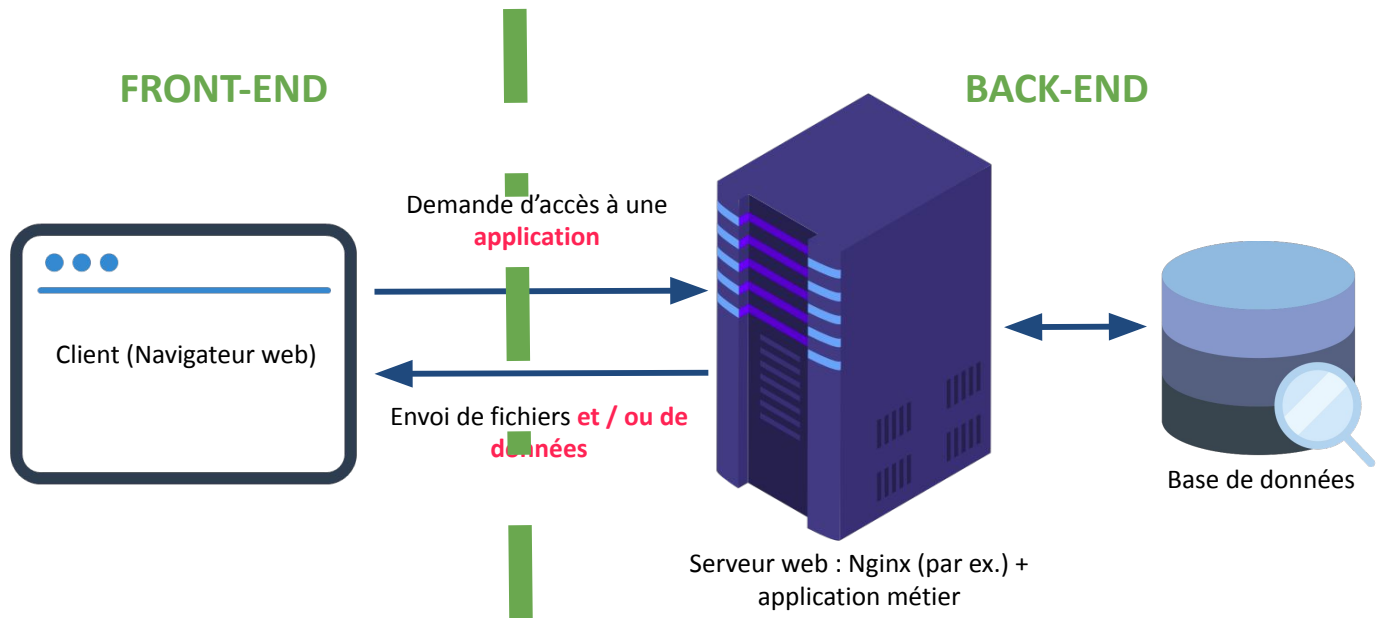 FRONT-END
BACK-END
Demande d’accès à une
application
Client (Navigateur web)
Envoi de fichiers et / ou de
données
Base de données
Serveur web : Nginx (par ex.) +
application métier